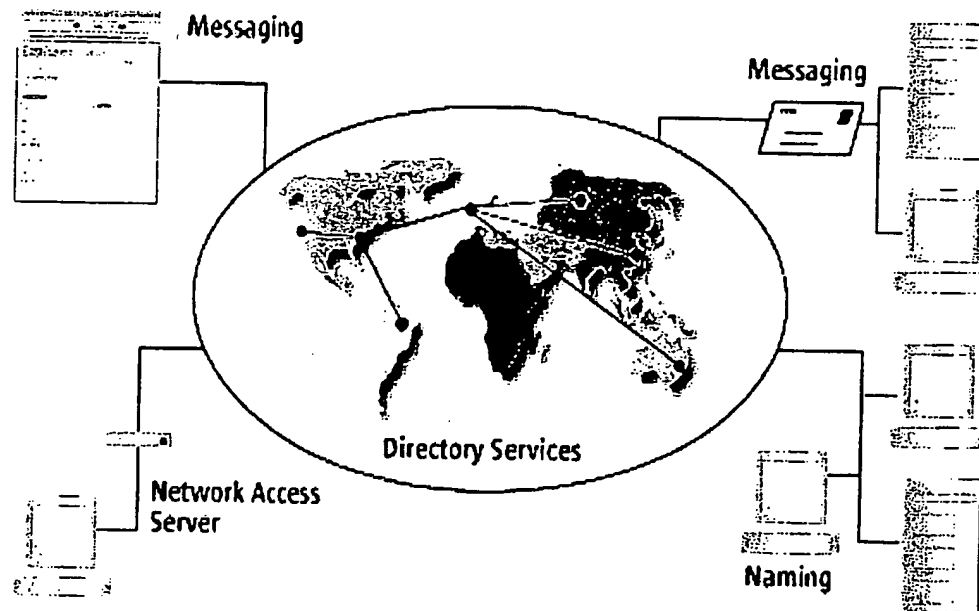 Messaging
Messaging
Directory Services
Network Access
Server
Naming